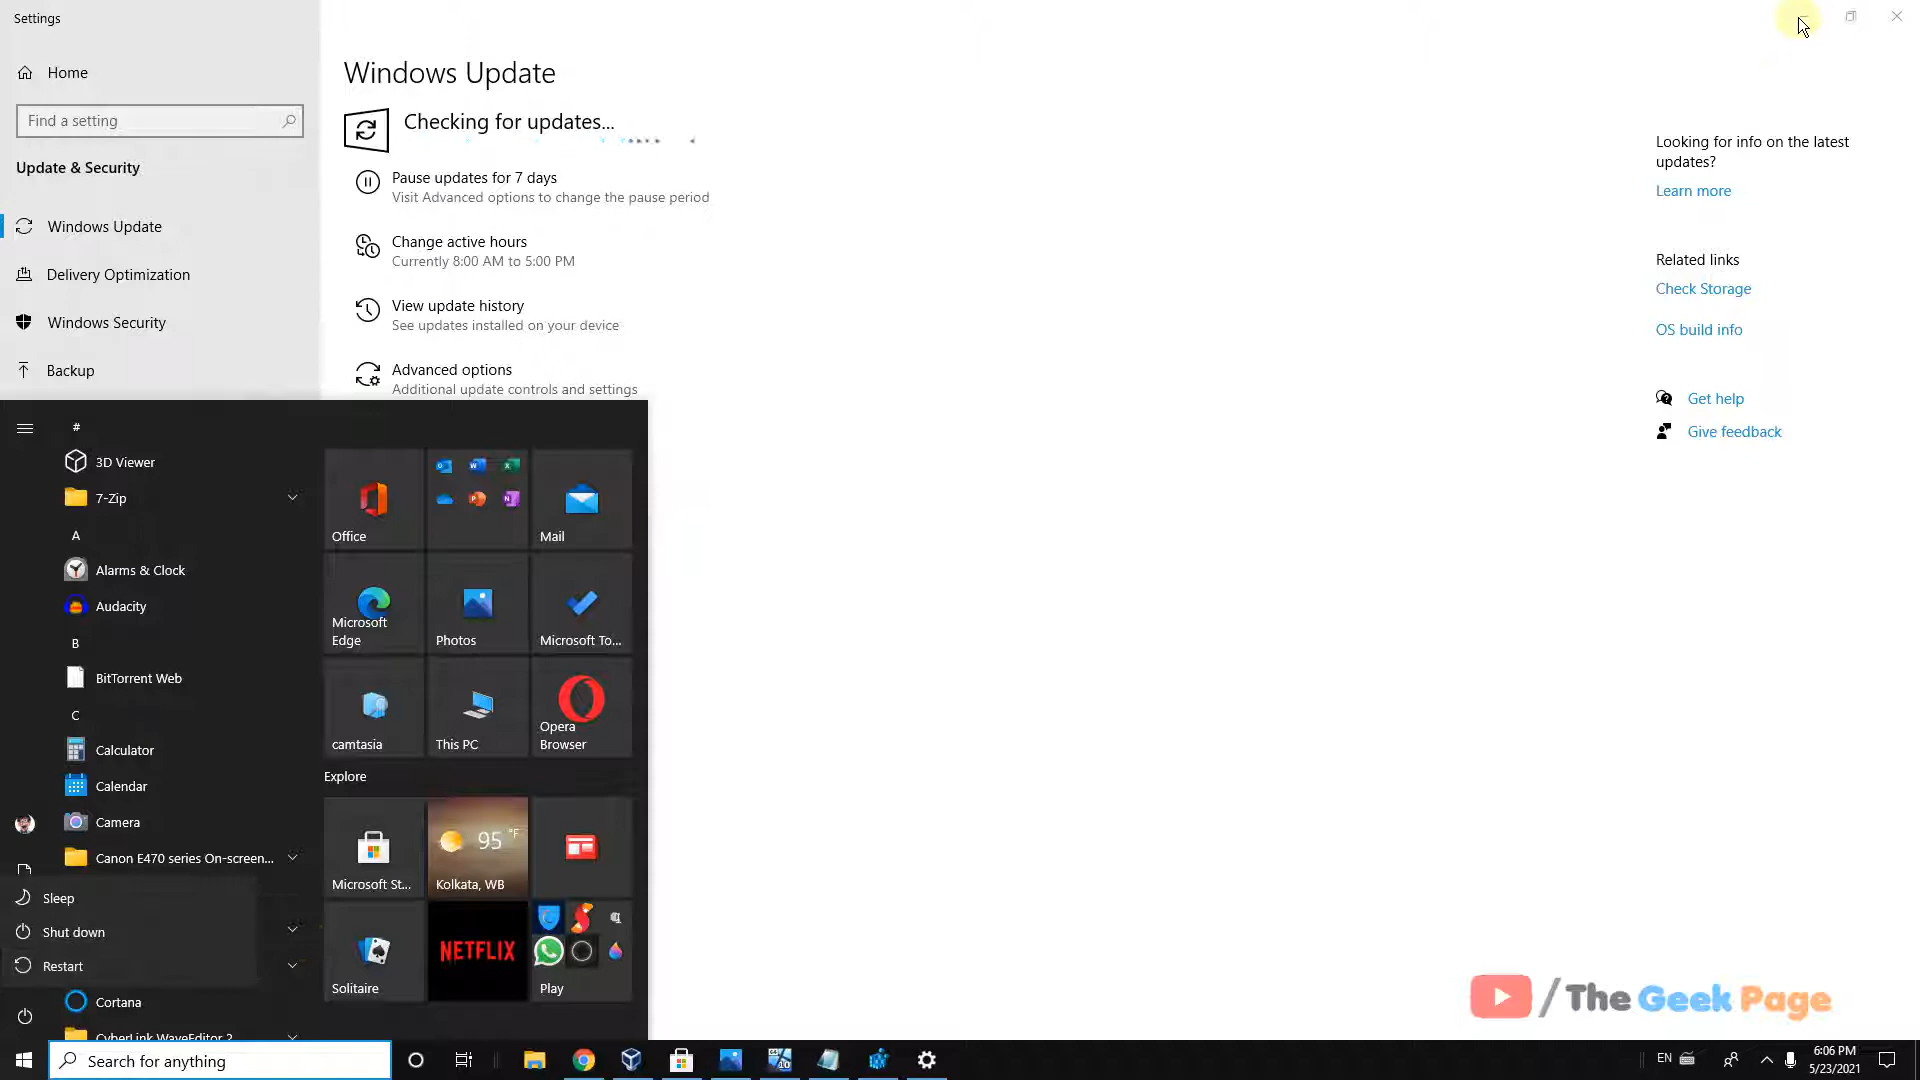 Settings
Home
Find a setting
Update & Security
Windows Update
Delivery Optimization
Windows Security
Backup
Windows Update
Checking for updates...
Pause updates for 7 days
Visit Advanced options to change the pause period
Change active hours
Currently 8:00 AM to 5:00 PM
View update history
See updates installed on your device
Advanced options
Additional update controls and settings
Looking for info on the latest
updates?
Learn more
Related links
Check Storage
OS build info
Get help
Give feedback
#
3D Viewer
7-Zip
A
Alarms & Clock
Audacity
B
BitTorrent Web
C
Calculator
Calendar
Camera
Canon E470 series On-screen...
Sleep
Shut down
Restart
Cortana
CyberLink WaveEditor 2
Office
Mail
Microsoft
Edge
Photos
Microsoft To...
camtasia
This PC
Opera
Browser
Explore
Microsoft St...
95 °F
Kolkata, WB
Solitaire
NETFLIX
Play
/The Geek Page
Search for anything
EN
6:06 PM
5/23/2021